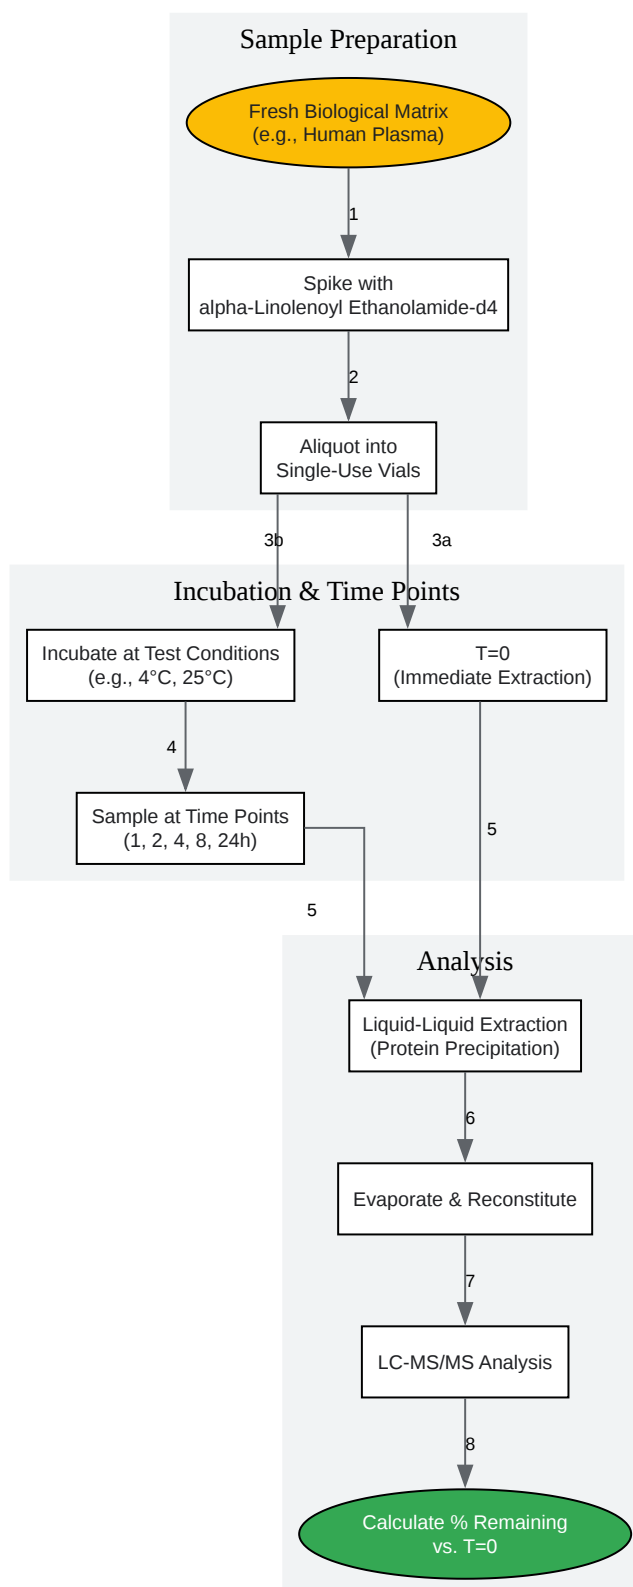 Sample Preparation
Fresh Biological Matrix
(e.g., Human Plasma)
1
Spike with
alpha-Linolenoyl Ethanolamide-d4
2
Aliquot into
Single-Use Vials
3b
3a
Incubation & Time Points
Incubate at Test Conditions
(e.g., 4°C, 25°C)
T=0
(Immediate Extraction)
4
Sample at Time Points
(1, 2, 4, 8, 24h)
5
5
Analysis
Liquid-Liquid Extraction
(Protein Precipitation)
6
Evaporate & Reconstitute
7
LC-MS/MS Analysis
8
Calculate % Remaining
vs. T=0